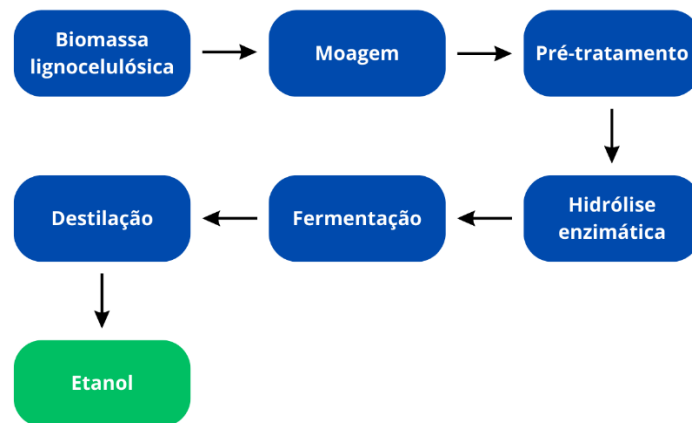 Biomassa
lignocelulósica
Moagem
Pré-tratamento
Hidrólise
enzimática
Fermentação
Destilação
Etanol